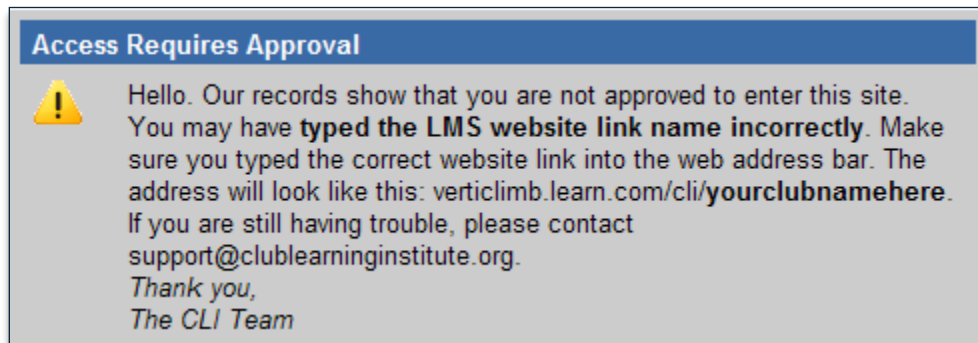 Access Requires Approval
Hello. Our records show that you are not approved to enter this site.
You may have typed the LMS website link name incorrectly. Make
sure you typed the correct website link into the web address bar. The
address will look like this: verticlimb.learn.com/cli/yourclubnamehere.
If you are still having trouble, please contact
support@clublearninginstitute.org.
Thank you,
The CLI Team